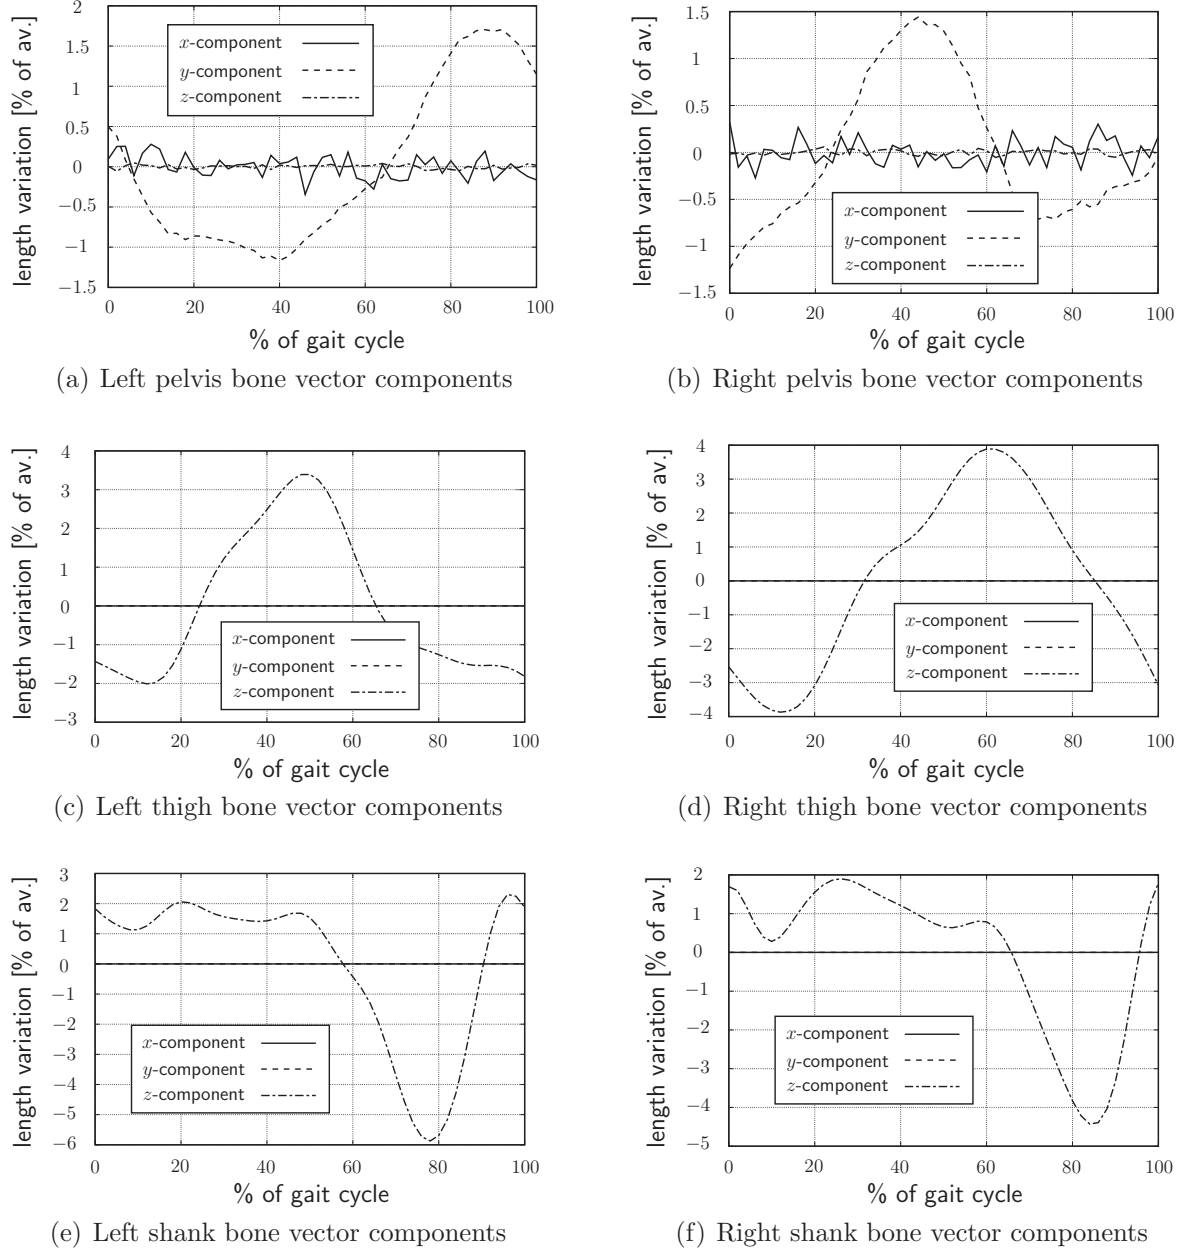 length variation [% of av.]
2
1.5
1
0.5
0
−0.5
−1
−1.5
x-component
y-component
z-component
0 20 40 60 80 100
% of gait cycle
(a) Left pelvis bone vector components
length variation [% of av.]
1.5
1
0.5
0
−0.5
−1
−1.5
x-component
y-component
z-component
0 20 40 60 80 100
% of gait cycle
(b) Right pelvis bone vector components
length variation [% of av.]
4
3
2
1
0
−1
−2
−3
x-component
y-component
z-component
0 20 40 60 80 100
% of gait cycle
(c) Left thigh bone vector components
length variation [% of av.]
4
3
2
1
0
−1
−2
−3
−4
x-component
y-component
z-component
0 20 40 60 80 100
% of gait cycle
(d) Right thigh bone vector components
length variation [% of av.]
3
2
1
0
−1
−2
−3
−4
−5
−6
x-component
y-component
z-component
0 20 40 60 80 100
% of gait cycle
(e) Left shank bone vector components
length variation [% of av.]
2
1
0
−1
−2
−3
−4
−5
x-component
y-component
z-component
0 20 40 60 80 100
% of gait cycle
(f) Right shank bone vector components